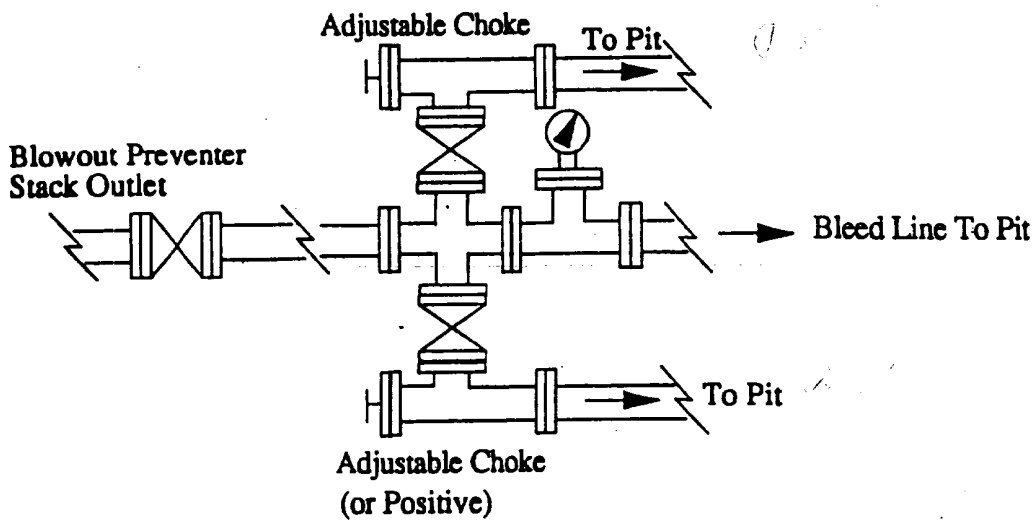 Adjustable Choke
To Pit
Blowout Preventer
Stack Outlet
Bleed Line To Pit
To Pit
Adjustable Choke
(or Positive)